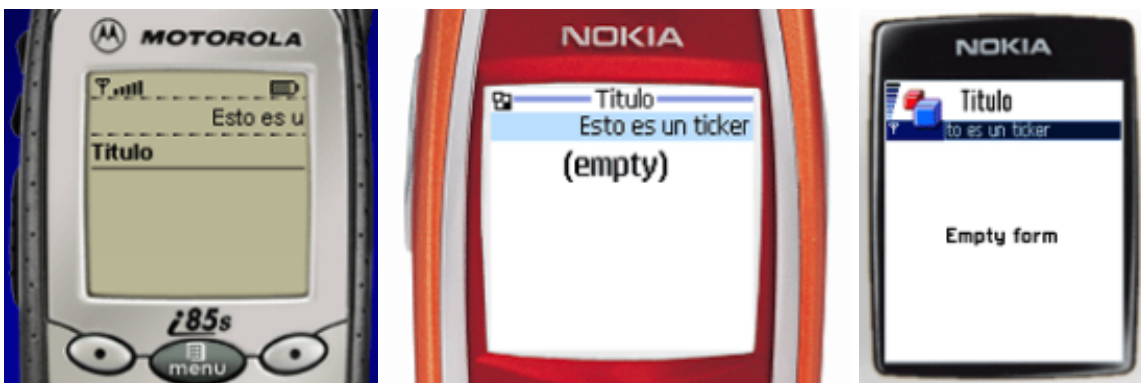 MOTOROLA
Esto es u
Titulo
i85s
menu
NOKIA
Titulo
Esto es un ticker
(empty)
NOKIA
Titulo
to es un ticker
Empty form